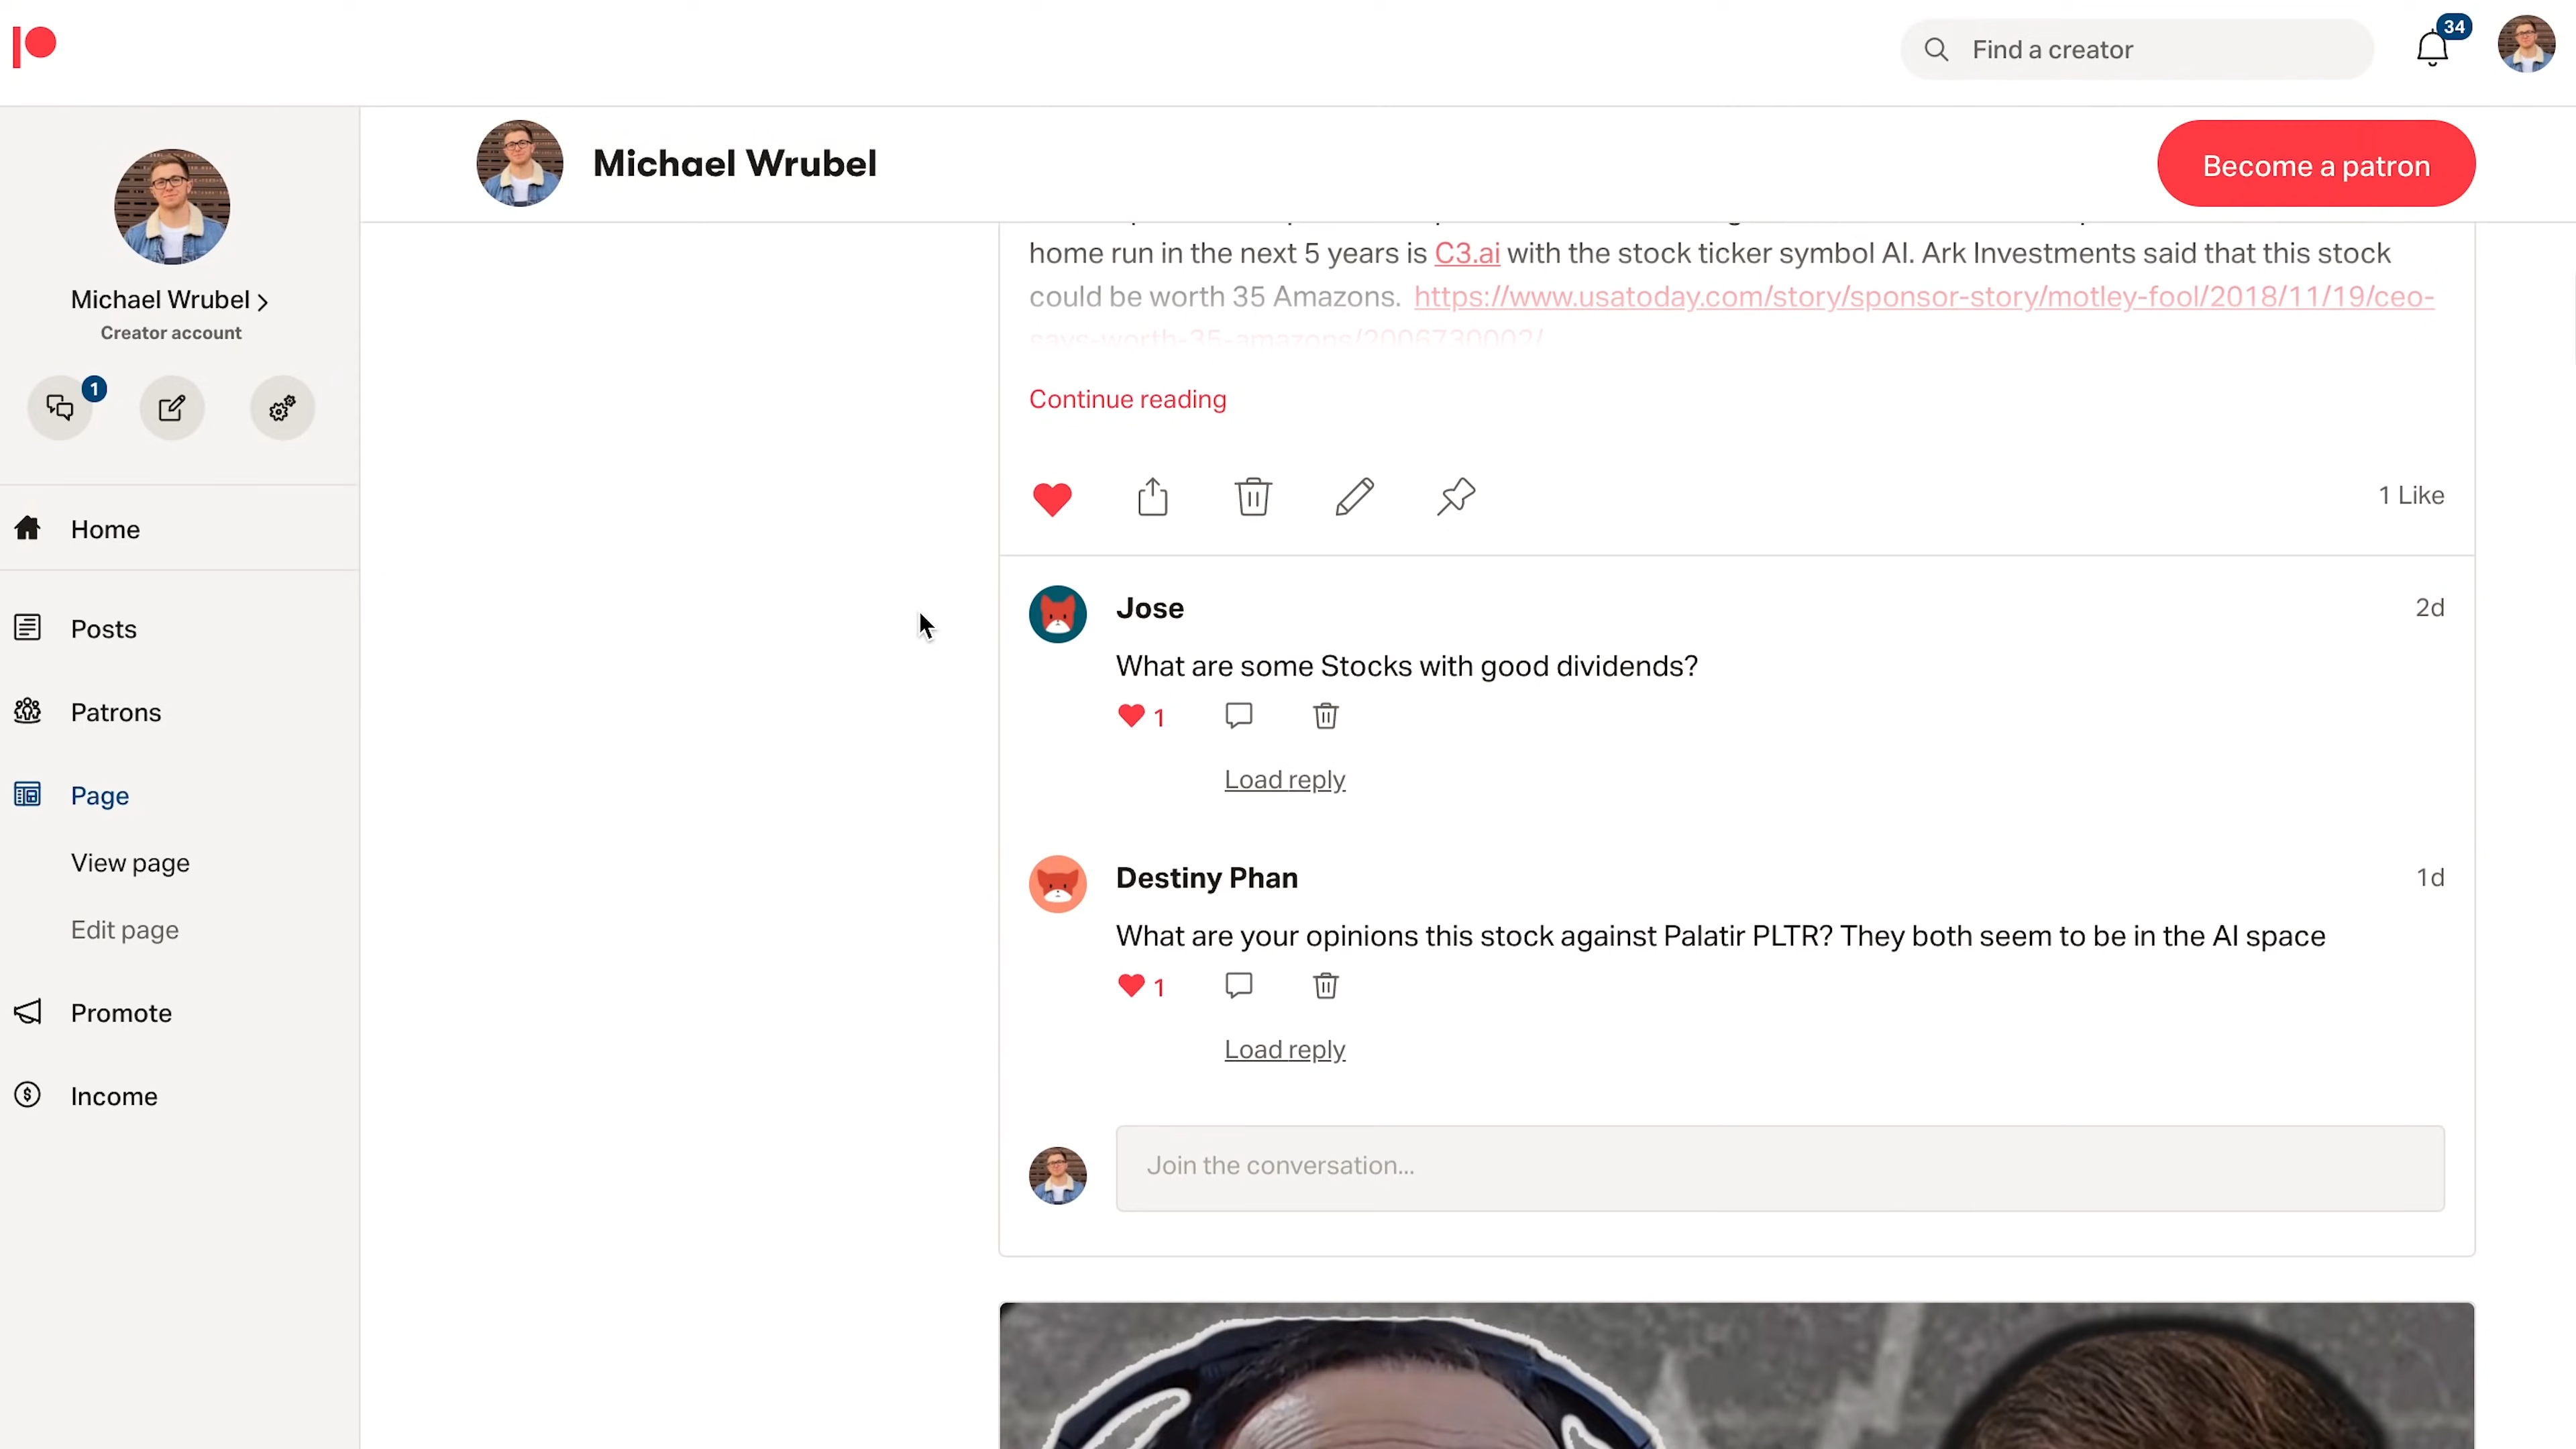 Find a creator
34
Michael Wrubel
Become a patron
Michael Wrubel
Creator account
1
Home
Posts
Patrons
Page
View page
Edit page
Promote
Income
home run in the next 5 years is C3.ai with the stock ticker symbol AI. Ark Investments said that this stock
could be worth 35 Amazons. https://www.usatoday.com/story/sponsor-story/motley-fool/2018/11/19/ceo-
says-worth-35-amazons/2006730002/
Continue reading
1 Like
Jose
2d
What are some Stocks with good dividends?
1
Load reply
Destiny Phan
1d
What are your opinions this stock against Palatir PLTR? They both seem to be in the AI space
1
Load reply
Join the conversation...